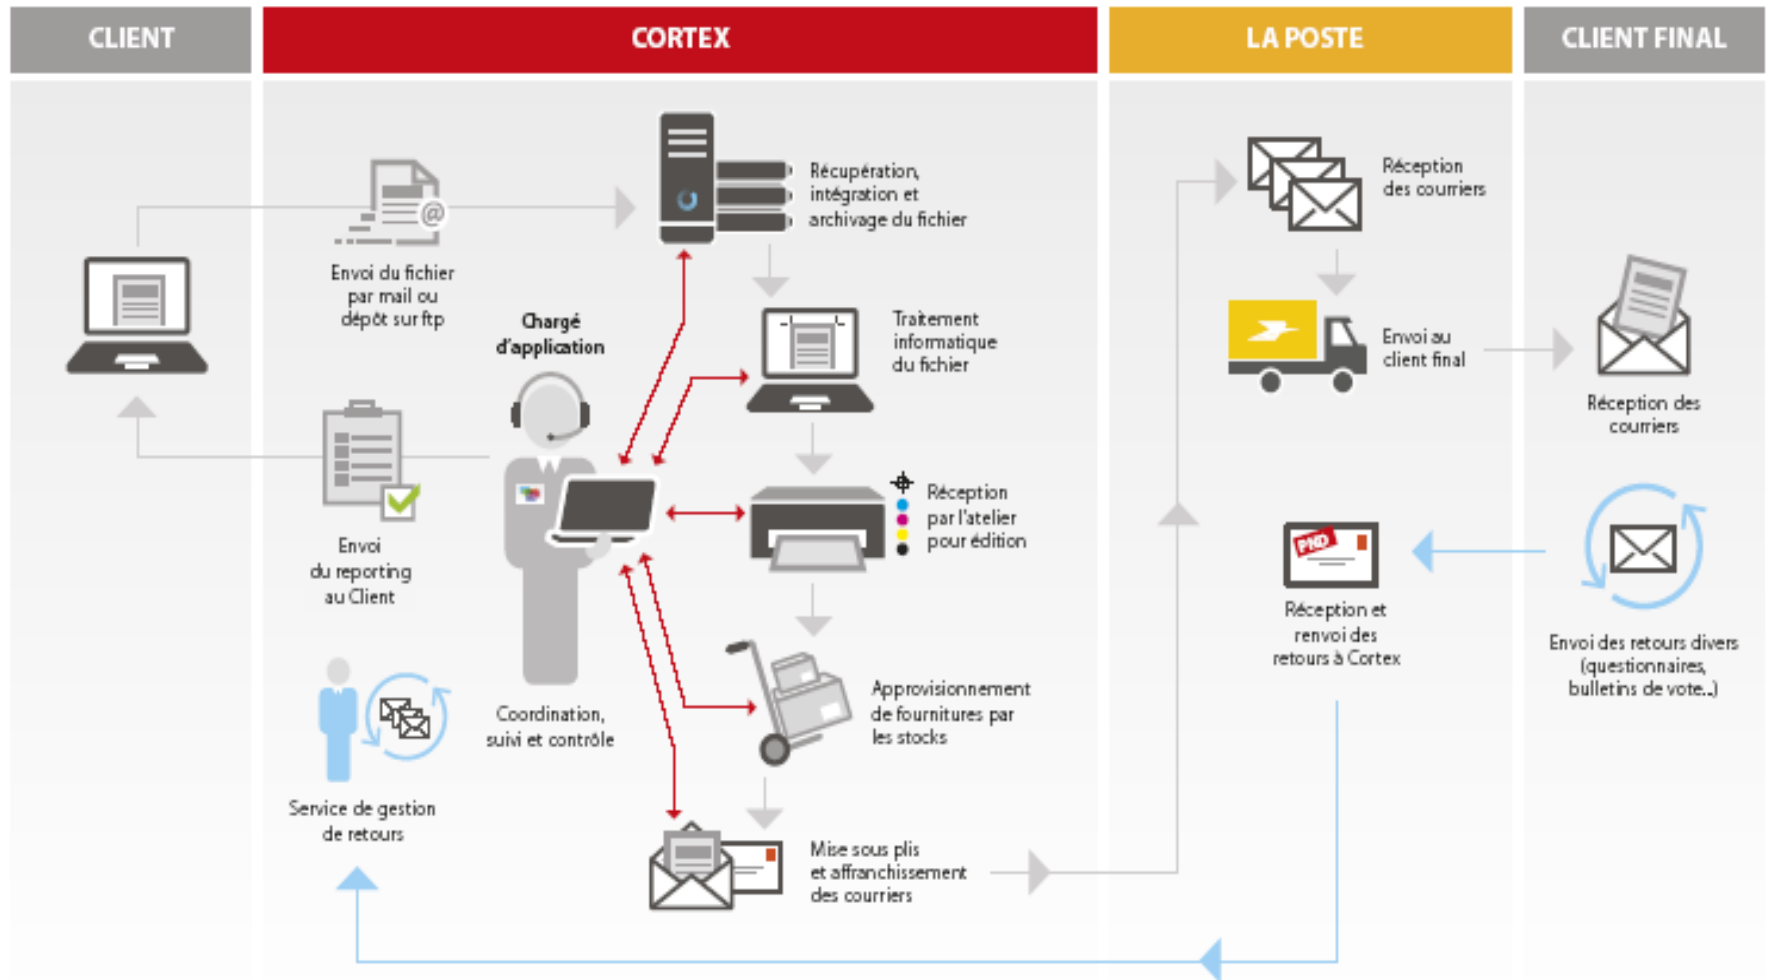 CLIENT
CORTEX
LA POSTE
CLIENT FINAL
@
Envoi du fichier
par mail ou
dépôt sur ftp
Récupération,
intégration et
archivage du fichier
Chargé
d'application
Traitement
informatique
du fichier
Envoi
du reporting
au Client
Réception
par l'atelier
pour édition
Coordination,
suivi et contrôle
Approvisionnement
de fournitures par
les stocks
Service de gestion
de retours
Mise sous plis
et affranchissement
des courriers
Réception
des courriers
Envoi au
client final
Réception des
courriers
PND
Réception et
renvoi des
retours à Cortex
Envoi des retours divers
(questionnaires,
bulletins de vote...)